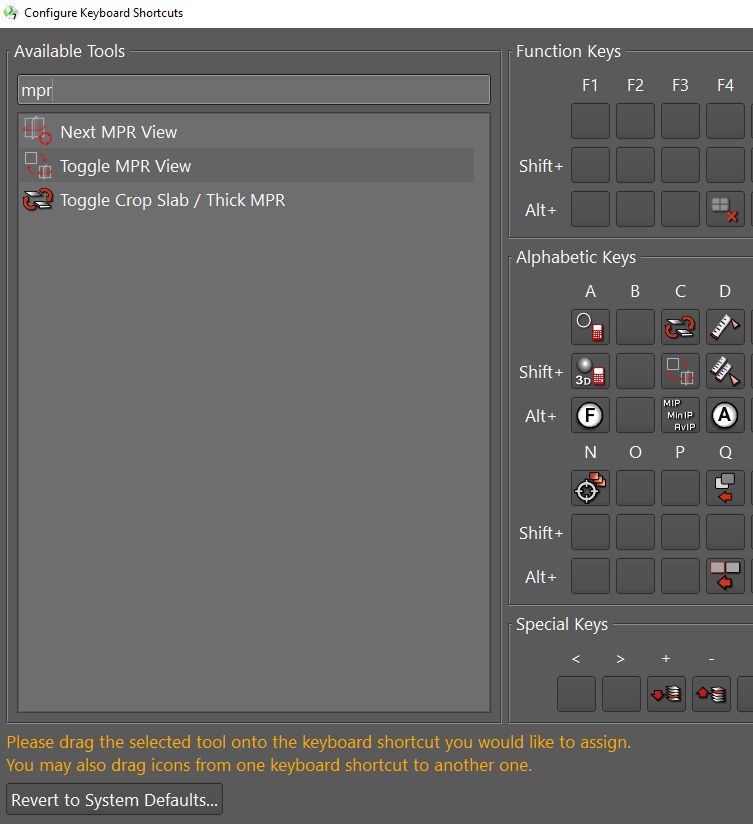 Configure Keyboard Shortcuts
Available Tools
mpr
Next MPR View
Toggle MPR View
Toggle Crop Slab / Thick MPR
Function Keys
F1 F2 F3 F4
Shift+
Alt+
Alphabetic Keys
A B C D
Shift+
3D
Alt+
F
MIP
MinIP
AvIP
A
N O P Q
Shift+
Alt+
Special Keys
< > + -
Please drag the selected tool onto the keyboard shortcut you would like to assign.
You may also drag icons from one keyboard shortcut to another one.
Revert to System Defaults...